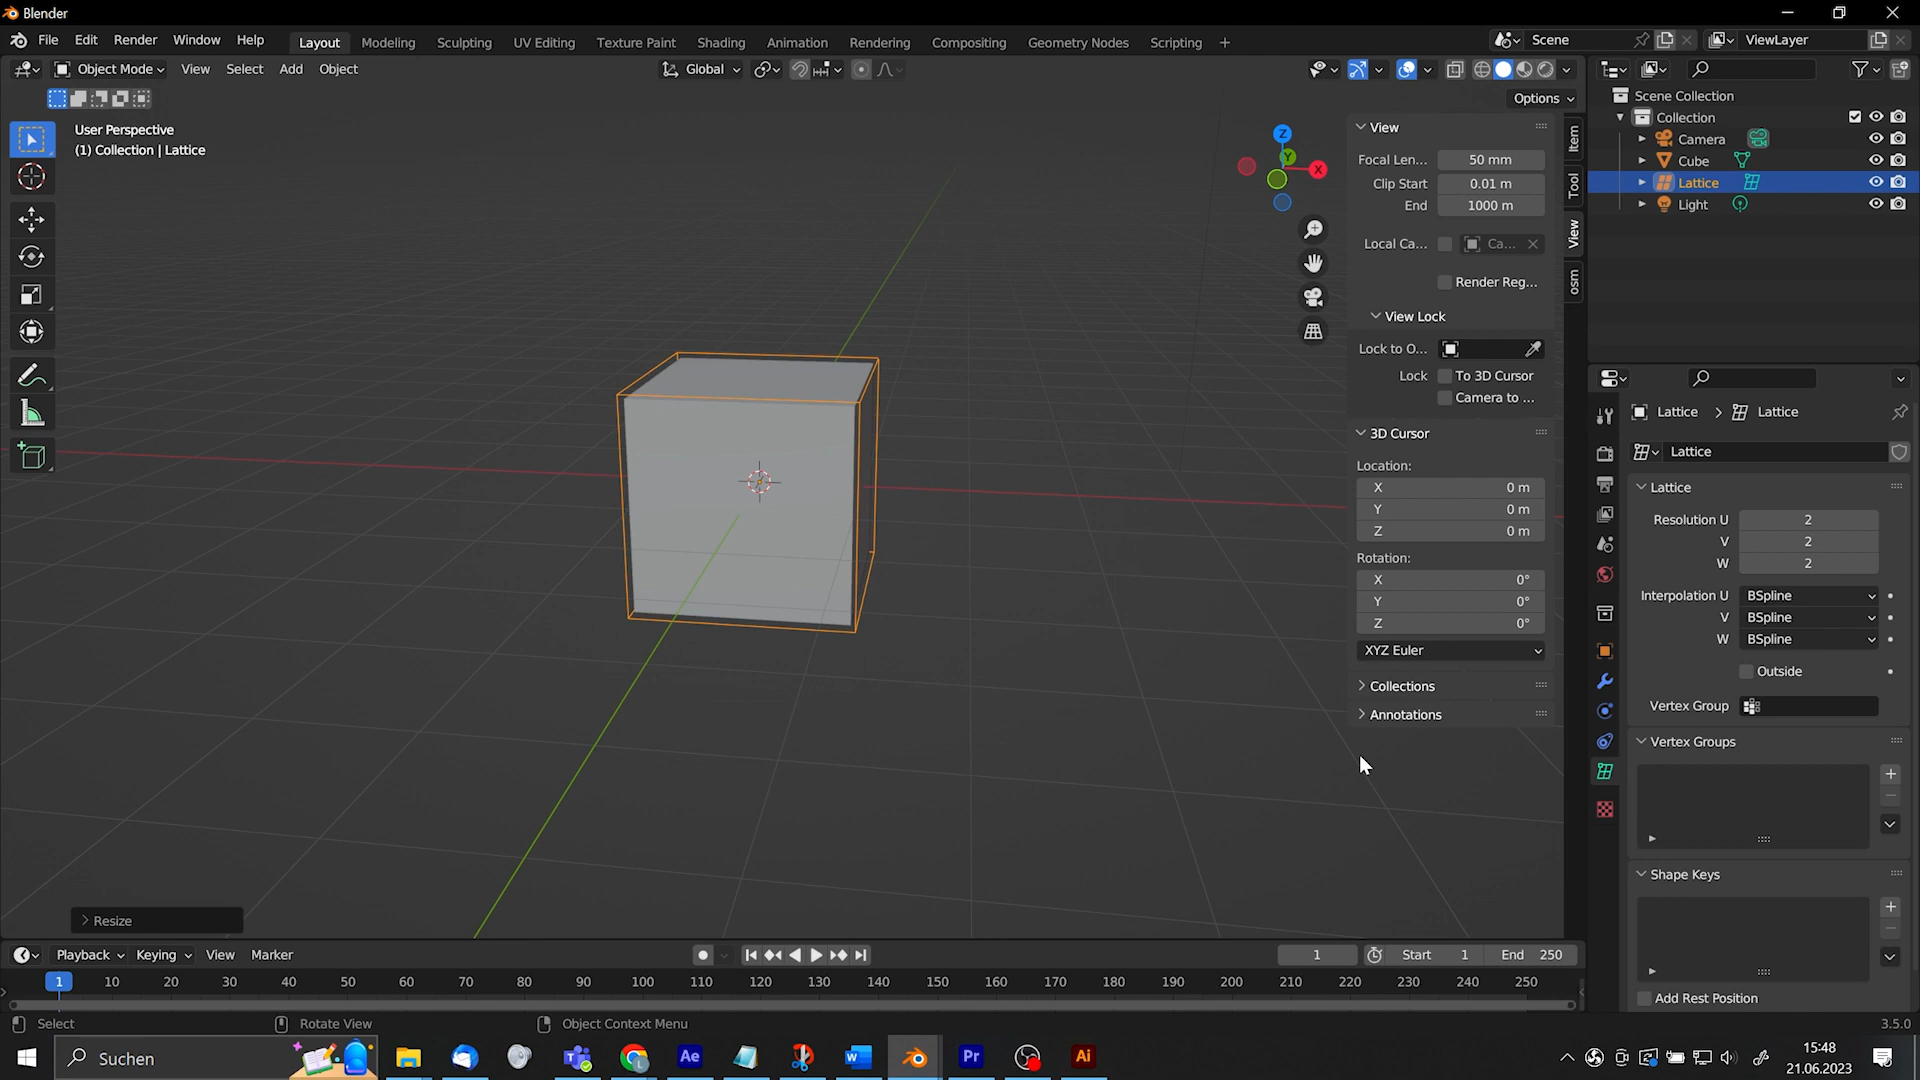 Blender
File Edit Render Window Help Layout Modeling Sculpting UV Editing Texture Paint Shading Animation Rendering Compositing Geometry Nodes Scripting + Scene ViewLayer
Object Mode View Select Add Object Global
Options
User Perspective
(1) Collection | Lattice
Z
Y
X
View
Focal Len... 50 mm
Clip Start 0.01 m
End 1000 m
Local Ca... Ca...
Render Reg...
View Lock
Lock to O...
Lock To 3D Cursor
Camera to ...
3D Cursor
Location:
X 0 m
Y 0 m
Z 0 m
Rotation:
X 0°
Y 0°
Z 0°
XYZ Euler
Collections
Annotations
Item
Tool
View
osm
Scene Collection
Collection
Camera
Cube
Lattice
Light
Lattice > Lattice
Lattice
Lattice
Resolution U 2
V 2
W 2
Interpolation U BSpline
V BSpline
W BSpline
Outside
Vertex Group
Vertex Groups
Shape Keys
Add Rest Position
Resize
Playback Keying View Marker 1 Start 1 End 250
1 10 20 30 40 50 60 70 80 90 100 110 120 130 140 150 160 170 180 190 200 210 220 230 240 250
Select Rotate View Object Context Menu 3.5.0
Suchen
L
Ae
Pr
Ai
15:48
21.06.2023